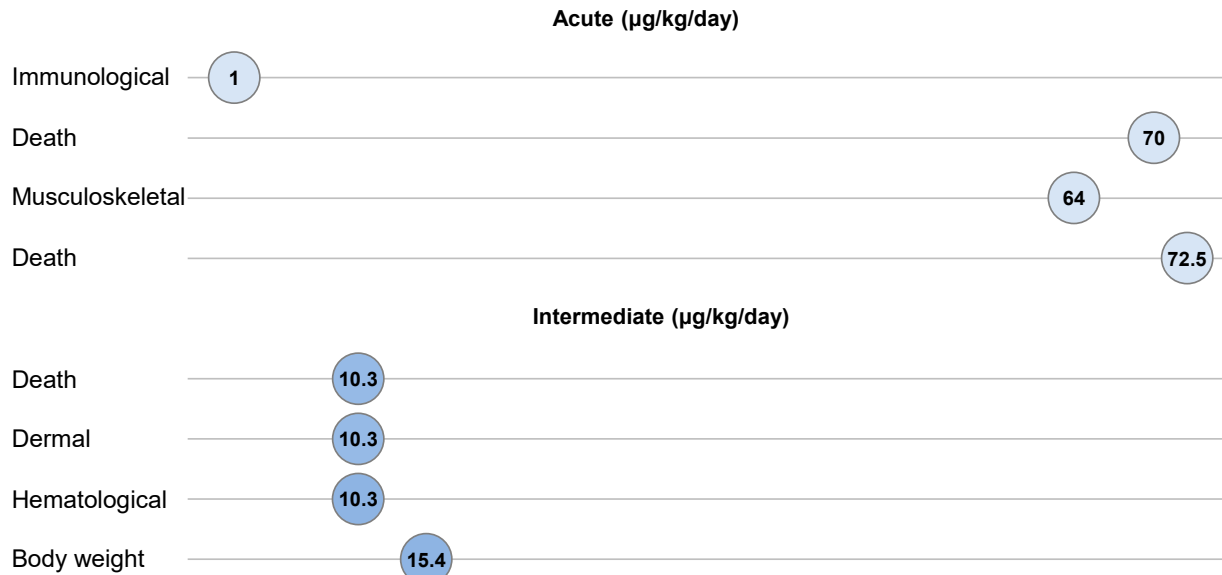 Acute (µg/kg/day)
Immunological 1
Death 70
Musculoskeletal 64
Death 72.5
Intermediate (µg/kg/day)
Death 10.3
Dermal 10.3
Hematological 10.3
Body weight 15.4